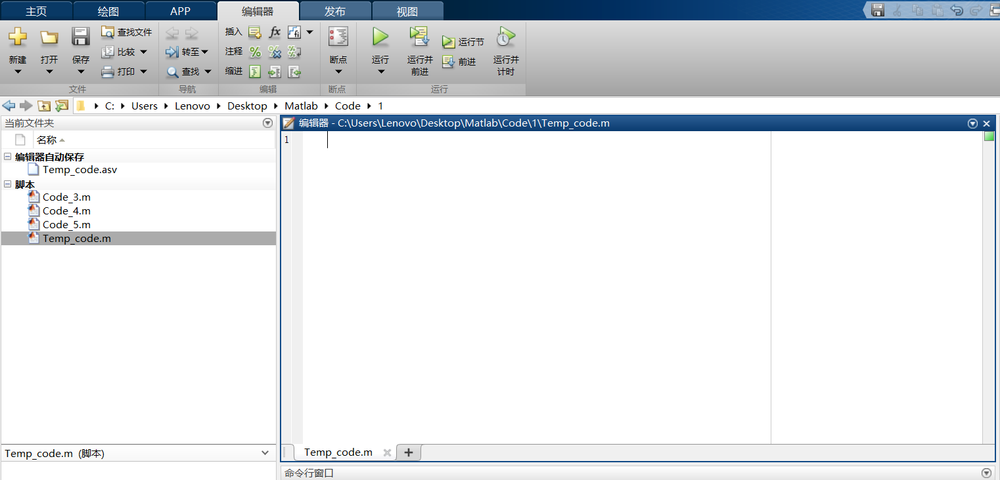 主页 绘图 APP 编辑器 发布 视图
新建 打开 保存 查找文件 比较 打印 文件
转至 查找 导航
插入 fx fi
注释 % % %
缩进
编辑
断点
断点
运行 运行并前进 运行节 前进 运行并计时
运行
C: Users Lenovo Desktop Matlab Code 1
当前文件夹
名称
编辑器自动保存
Temp_code.asv
脚本
Code_3.m
Code_4.m
Code_5.m
Temp_code.m
Temp_code.m (脚本)
编辑器 - C:\Users\Lenovo\Desktop\Matlab\Code\1\Temp_code.m
1
Temp_code.m
命令行窗口